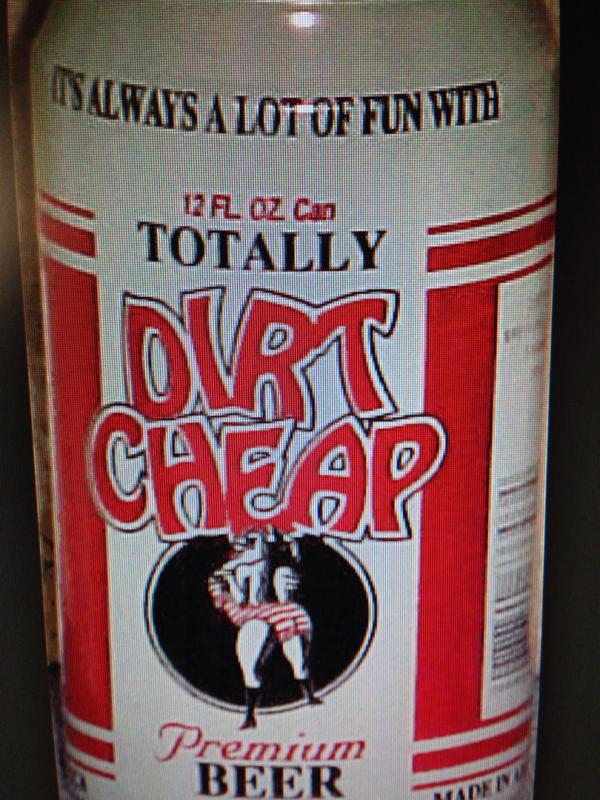 IT'S ALWAYS A LOT OF FUN WITH
12 FL OZ Can
TOTALLY
DIRT
CHEAP
Premium
BEER
MADE IN